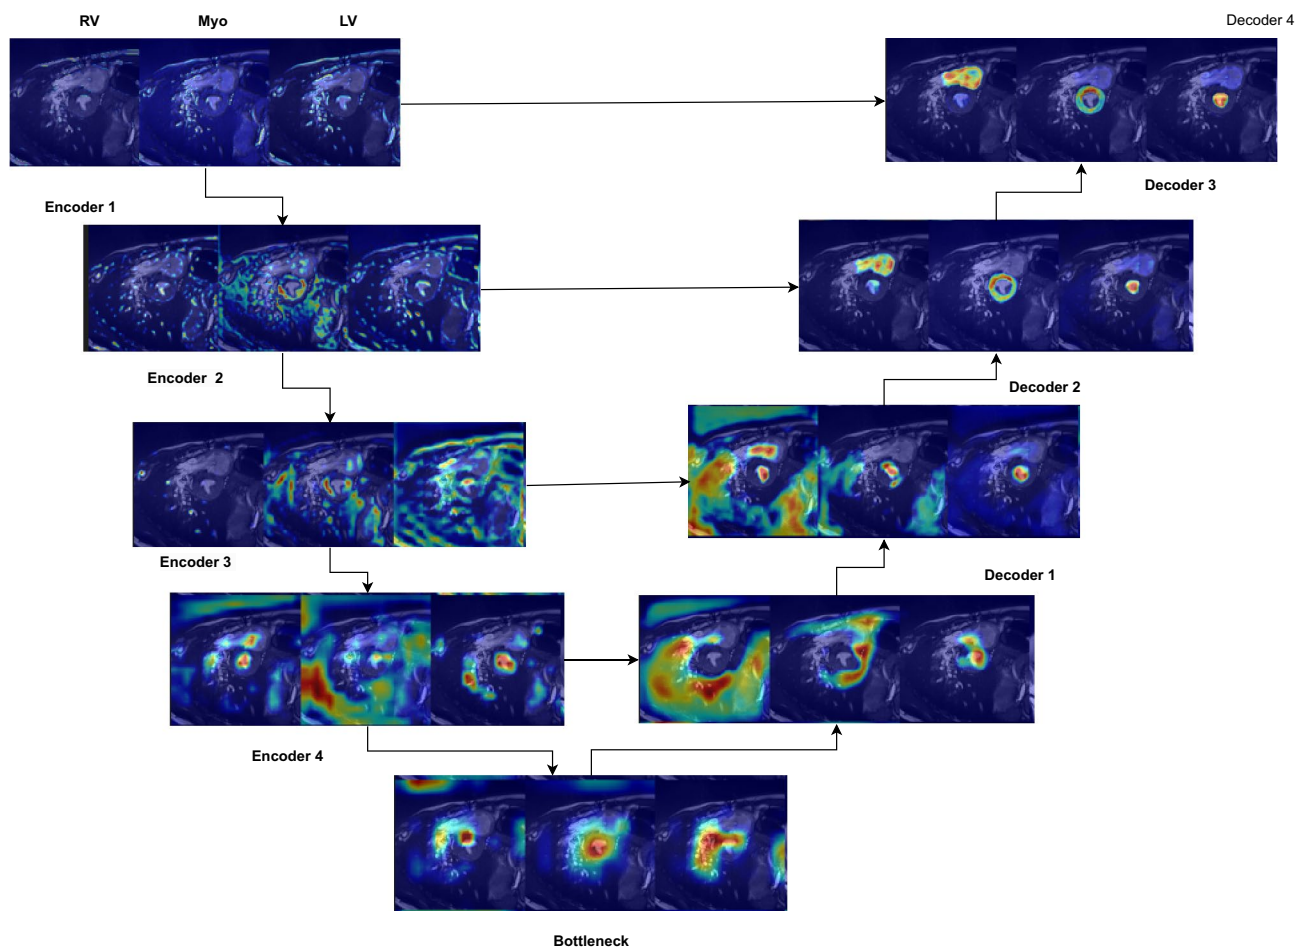 RV Myo LV Decoder 4
Decoder 3
Encoder 1
Encoder 2
Decoder 2
Encoder 3
Decoder 1
Encoder 4
Bottleneck